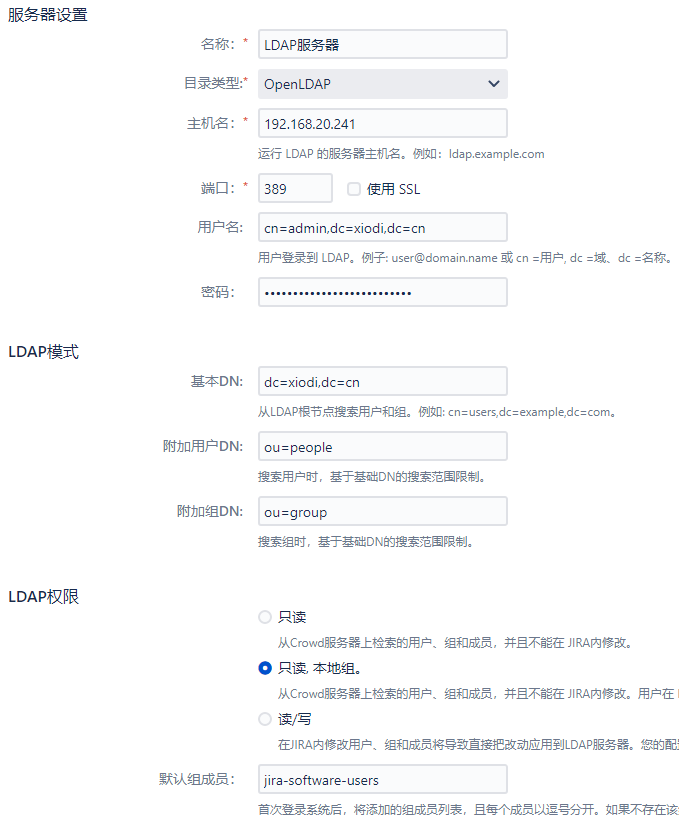 服务器设置
名称：*
LDAP服务器
目录类型:*
OpenLDAP
主机名：*
192.168.20.241
运行 LDAP 的服务器主机名。例如：ldap.example.com
端口：*
389
使用 SSL
用户名:
cn=admin,dc=xiodi,dc=cn
用户登录到 LDAP。例子: user@domain.name 或 cn =用户, dc =域、dc =名称。
密码：
••••••••••••••••••••••••••
LDAP模式
基本DN:
dc=xiodi,dc=cn
从LDAP根节点搜索用户和组。例如: cn=users,dc=example,dc=com。
附加用户DN:
ou=people
搜索用户时，基于基础DN的搜索范围限制。
附加组DN:
ou=group
搜索组时，基于基础DN的搜索范围限制。
LDAP权限
只读
从Crowd服务器上检索的用户、组和成员，并且不能在 JIRA内修改。
只读, 本地组。
从Crowd服务器上检索的用户、组和成员，并且不能在 JIRA内修改。用户在
读/写
在JIRA内修改用户、组和成员将导致直接把改动应用到LDAP服务器。您的配
默认组成员：
jira-software-users
首次登录系统后，将添加的组成员列表，且每个成员以逗号分开。如果不存在该